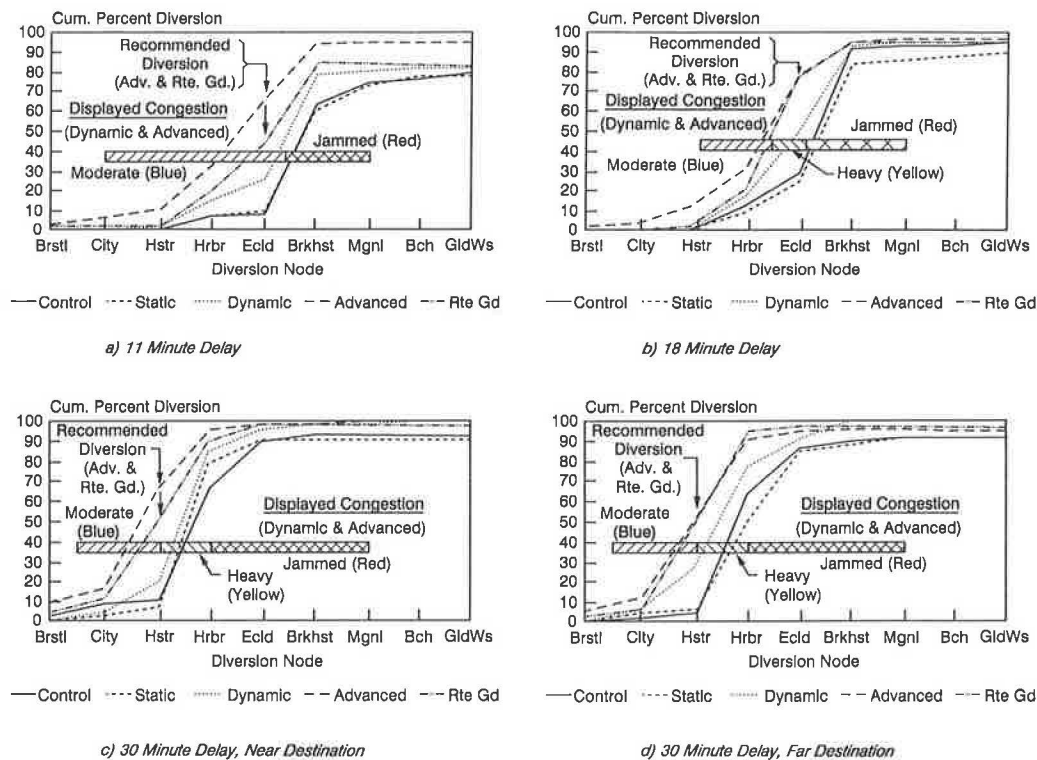 Cum. Percent Diversion
100
90
80
70
60
50
40
30
20
10
0
Recommended
Diversion
(Adv. & Rte. Gd.)
Displayed Congestion
(Dynamic & Advanced)
Jammed (Red)
Moderate (Blue)
Brstl City Hstr Hrbr Ecld Brkhst Mgnl Bch GldWs
Diversion Node
Control Static Dynamic Advanced Rte Gd
a) 11 Minute Delay
Cum. Percent Diversion
100
90
80
70
60
50
40
30
20
10
0
Recommended
Diversion
(Adv. & Rte. Gd.)
Displayed Congestion
(Dynamic & Advanced)
Jammed (Red)
Moderate (Blue)
Heavy (Yellow)
Brstl City Hstr Hrbr Ecld Brkhst Mgnl Bch GldWs
Diversion Node
Control Static Dynamic Advanced Rte Gd
b) 18 Minute Delay
Cum. Percent Diversion
100
90
80
70
60
50
40
30
20
10
0
Recommended
Diversion
(Adv. &
Rte. Gd.)
Moderate
(Blue)
Displayed Congestion
(Dynamic & Advanced)
Jammed (Red)
Heavy
(Yellow)
Brstl City Hstr Hrbr Ecld Brkhst Mgnl Bch GldWs
Diversion Node
Control Static Dynamic Advanced Rte Gd
c) 30 Minute Delay, Near Destination
Cum. Percent Diversion
100
90
80
70
60
50
40
30
20
10
0
Recommended
Diversion
(Adv. &
Rte. Gd.)
Moderate
(Blue)
Displayed Congestion
(Dynamic & Advanced)
Jammed (Red)
Heavy
(Yellow)
Brstl City Hstr Hrbr Ecld Brkhst Mgnl Bch GldWs
Diversion Node
Control Static Dynamic Advanced Rte Gd
d) 30 Minute Delay, Far Destination